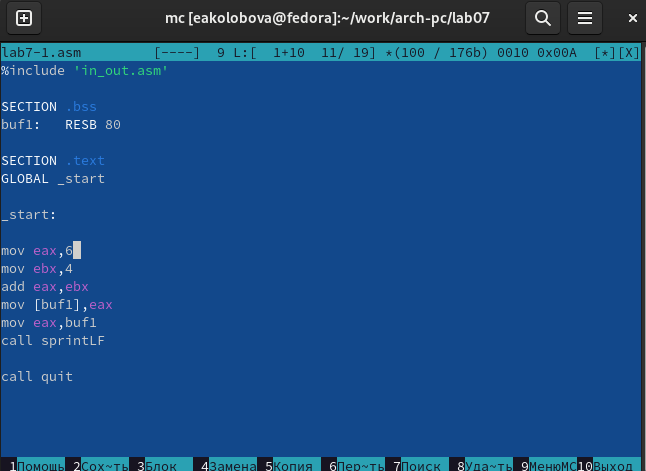 mc [eakolobova@fedora]:~/work/arch-pc/lab07
lab7-1.asm [----] 9 L:[ 1+10 11/ 19] *(100 / 176b) 0010 0x00A [*][X]
%include 'in_out.asm'
SECTION .bss
buf1: RESB 80
SECTION .text
GLOBAL _start
_start:
mov eax,6
mov ebx,4
add eax,ebx
mov [buf1],eax
mov eax,buf1
call sprintLF
call quit
1Помощь 2Сох~ть 3Блок 4Замена 5Копия 6Пер~ть 7Поиск 8Уда~ть 9МенюMC 10Выход